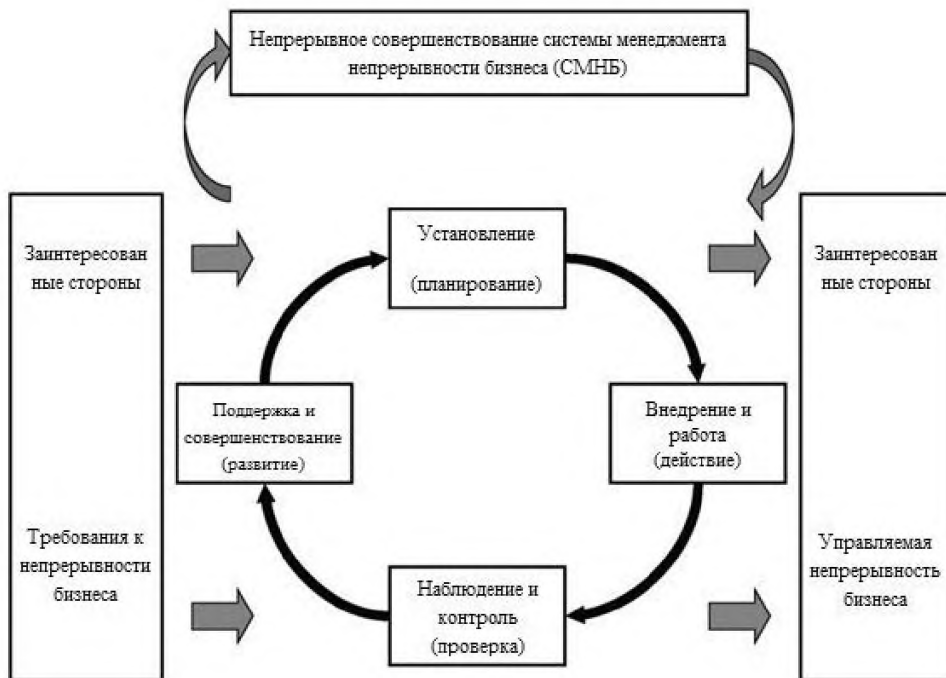 Непрерывное совершенствование системы менеджмента
непрерывности бизнеса (СМНБ)
Заинтересован
ные стороны
Требования к
непрерывности
бизнеса
Установление
(планирование)
Поддержка и
совершенствование
(развитие)
Внедрение и
работа
(действие)
Наблюдение и
контроль
(проверка)
Заинтересован
ные стороны
Управляемая
непрерывность
бизнеса